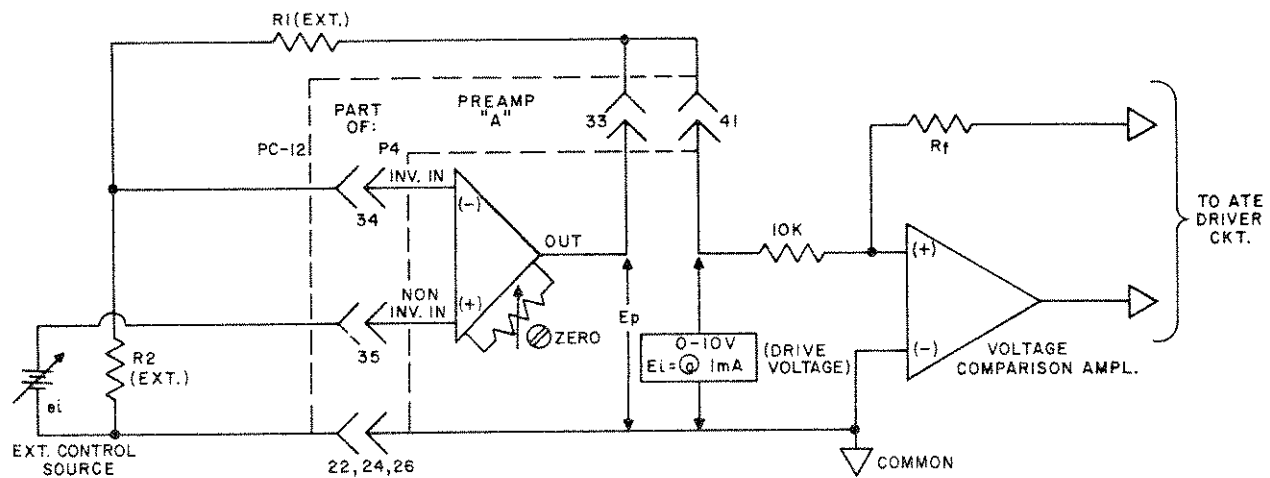 R1(EXT.)
PREAMP
"A"
PART
OF:
PC-12
P4
33
41
INV. IN
(-)
34
OUT
NON
INV. IN
(+)
35
ZERO
R2
(EXT.)
ei
EXT. CONTROL
SOURCE
22,24,26
Ep
0-10V
Ei=@ 1mA
(DRIVE
VOLTAGE)
10K
Rf
(+)
(-)
VOLTAGE
COMPARISON AMPL.
COMMON
TO ATE
DRIVER
CKT.